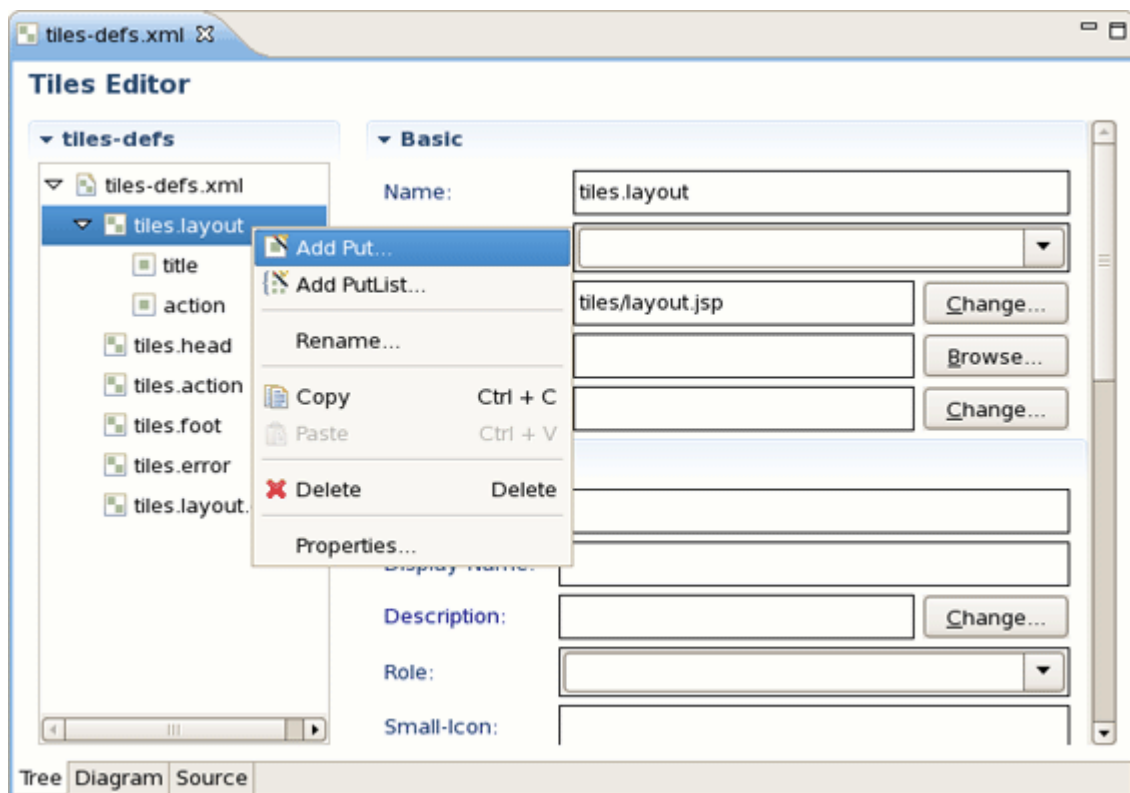 tiles-defs.xml
Tiles Editor
tiles-defs
tiles-defs.xml
tiles.layout
title
action
tiles.head
tiles.action
tiles.foot
tiles.error
tiles.layout.
Add Put...
Add PutList...
Rename...
Copy Ctrl + C
Paste Ctrl + V
Delete Delete
Properties...
Basic
Name: tiles.layout
tiles/layout.jsp Change...
Browse...
Change...
Display Name:
Description: Change...
Role:
Small-Icon:
Tree Diagram Source